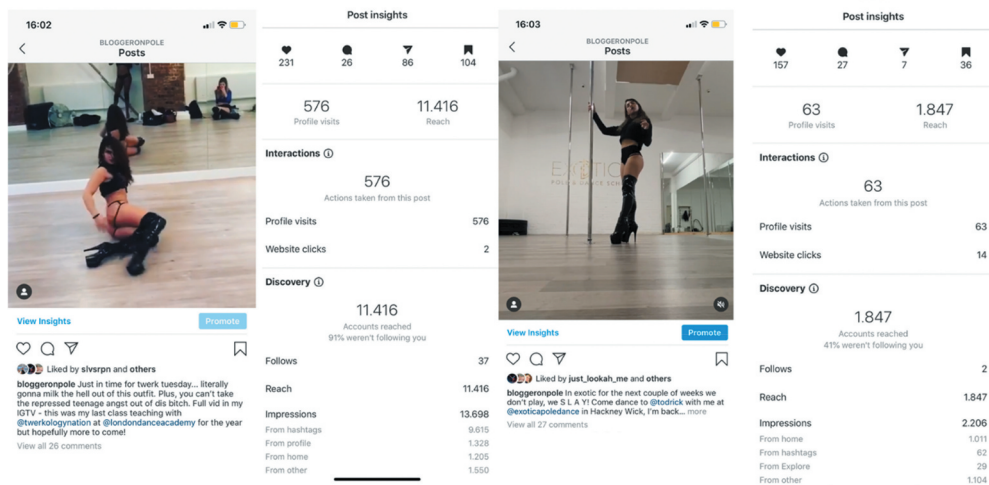 16:02
BLOGGERONPOLE
Posts
View Insights
Promote
Liked by slvsrpn and others
bloggeronpole Just in time for twerk tuesday... literally
gonna milk the hell out of this outfit. Plus, you can't take
the repressed teenage angst out of dis bitch. Full vid in my
IGTV - this was my last class teaching with
@twerkologynation at @londondanceacademy for the year
but hopefully more to come!
View all 26 comments
Post insights
231 26 86 104
576 11.416
Profile visits Reach
Interactions
576
Actions taken from this post
Profile visits 576
Website clicks 2
Discovery
11.416
Accounts reached
91% weren't following you
Follows 37
Reach 11.416
Impressions 13.698
From hashtags 9.615
From profile 1.328
From home 1.205
From other 1.550
16:03
BLOGGERONPOLE
Posts
EXOTIC
POLE & DANCE SCH
View Insights
Promote
Liked by just_lookah_me and others
bloggeronpole In exotic for the next couple of weeks we
don't play, we S L A Y! Come dance to @todrick with me at
@exoticapoledance in Hackney Wick, I'm back... more
View all 27 comments
Post insights
157 27 7 36
63 1.847
Profile visits Reach
Interactions
63
Actions taken from this post
Profile visits 63
Website clicks 14
Discovery
1.847
Accounts reached
41% weren't following you
Follows 2
Reach 1.847
Impressions 2.206
From home 1.011
From hashtags 62
From Explore 29
From other 1.104